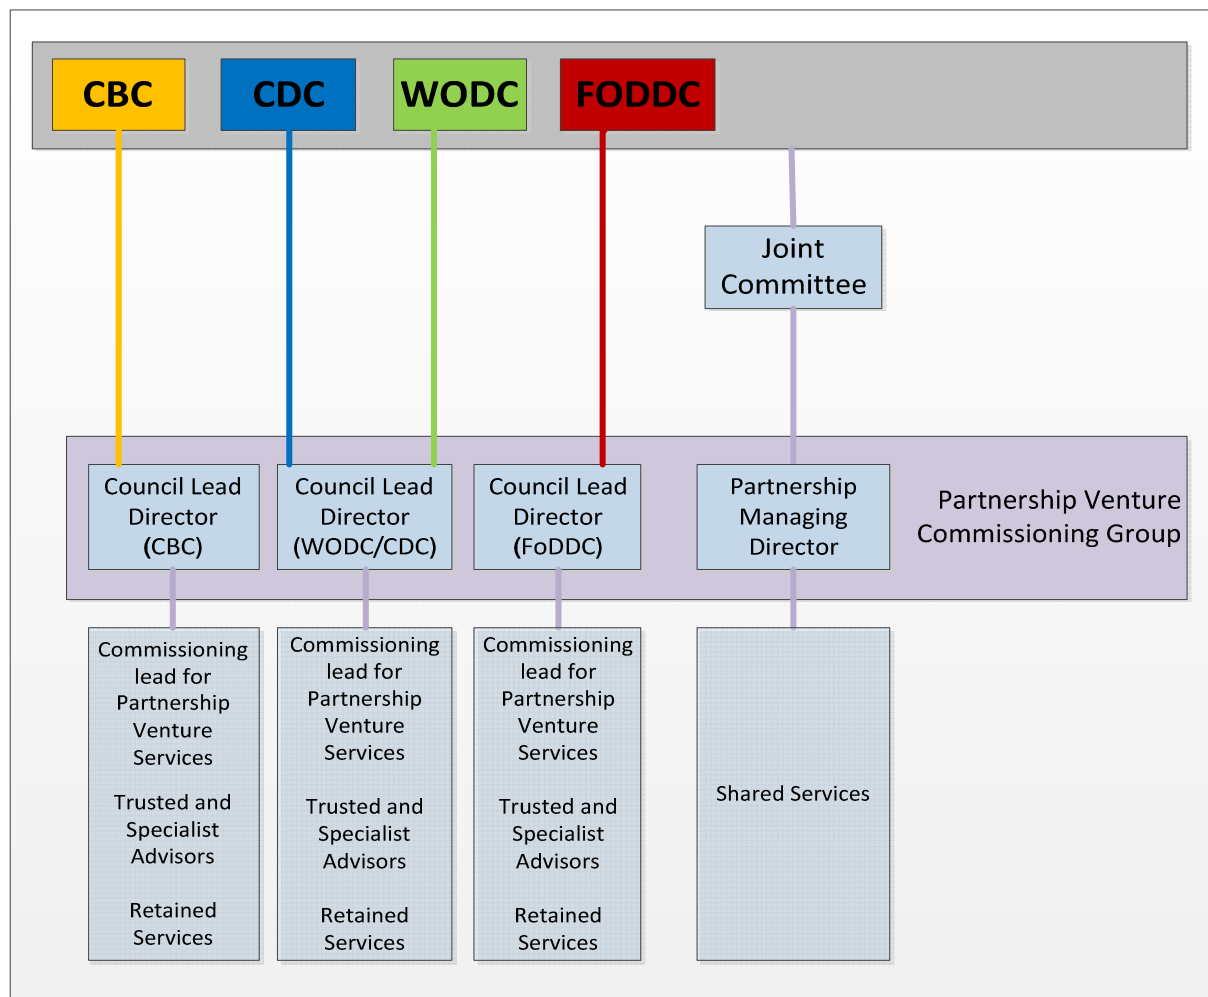 CBC
CDC
WODC
FODDC
Joint
Committee
Council Lead
Director
(CBC)
Council Lead
Director
(WODC/CDC)
Council Lead
Director
(FoDDC)
Partnership
Managing
Director
Partnership Venture
Commissioning Group
Commissioning
lead for
Partnership
Venture
Services
Trusted and
Specialist
Advisors
Retained
Services
Commissioning
lead for
Partnership
Venture
Services
Trusted and
Specialist
Advisors
Retained
Services
Commissioning
lead for
Partnership
Venture
Services
Trusted and
Specialist
Advisors
Retained
Services
Shared Services